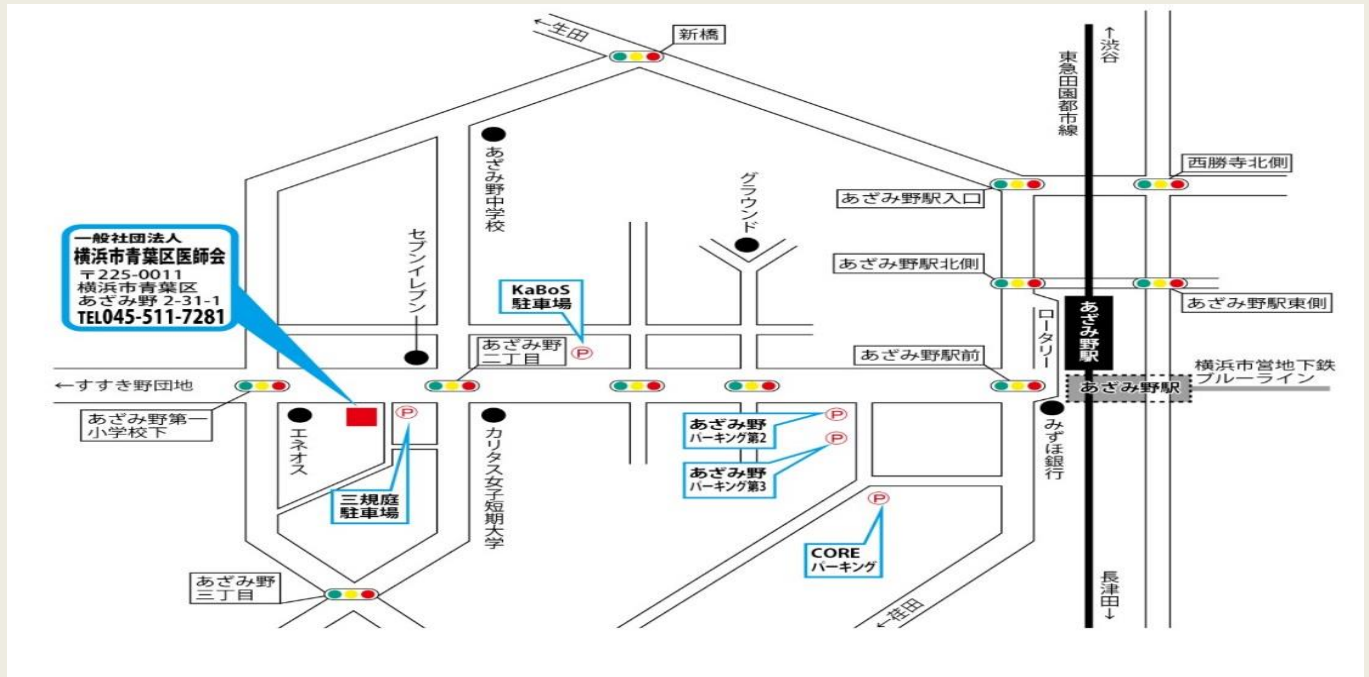 ←生田
新橋
↑渋谷
東急田園都市線
あざみ野中学校
グラウンド
西勝寺北側
あざみ野駅入口
一般社団法人
横浜市青葉区医師会
〒225-0011
横浜市青葉区
あざみ野 2-31-1
TEL045-511-7281
セブンイレブン
KaBoS
駐車場
P
あざみ野駅北側
あざみ野駅東側
ロータリー
あざみ野駅
あざみ野
二丁目
あざみ野駅前
横浜市営地下鉄
ブルーライン
あざみ野駅
←すすき野団地
あざみ野第一
小学校下
エネオス
P
三規庭
駐車場
カリタス女子短期大学
あざみ野
パーキング第2
P
あざみ野
パーキング第3
P
みずほ銀行
P
CORE
パーキング
あざみ野
三丁目
←荏田
長津田↓